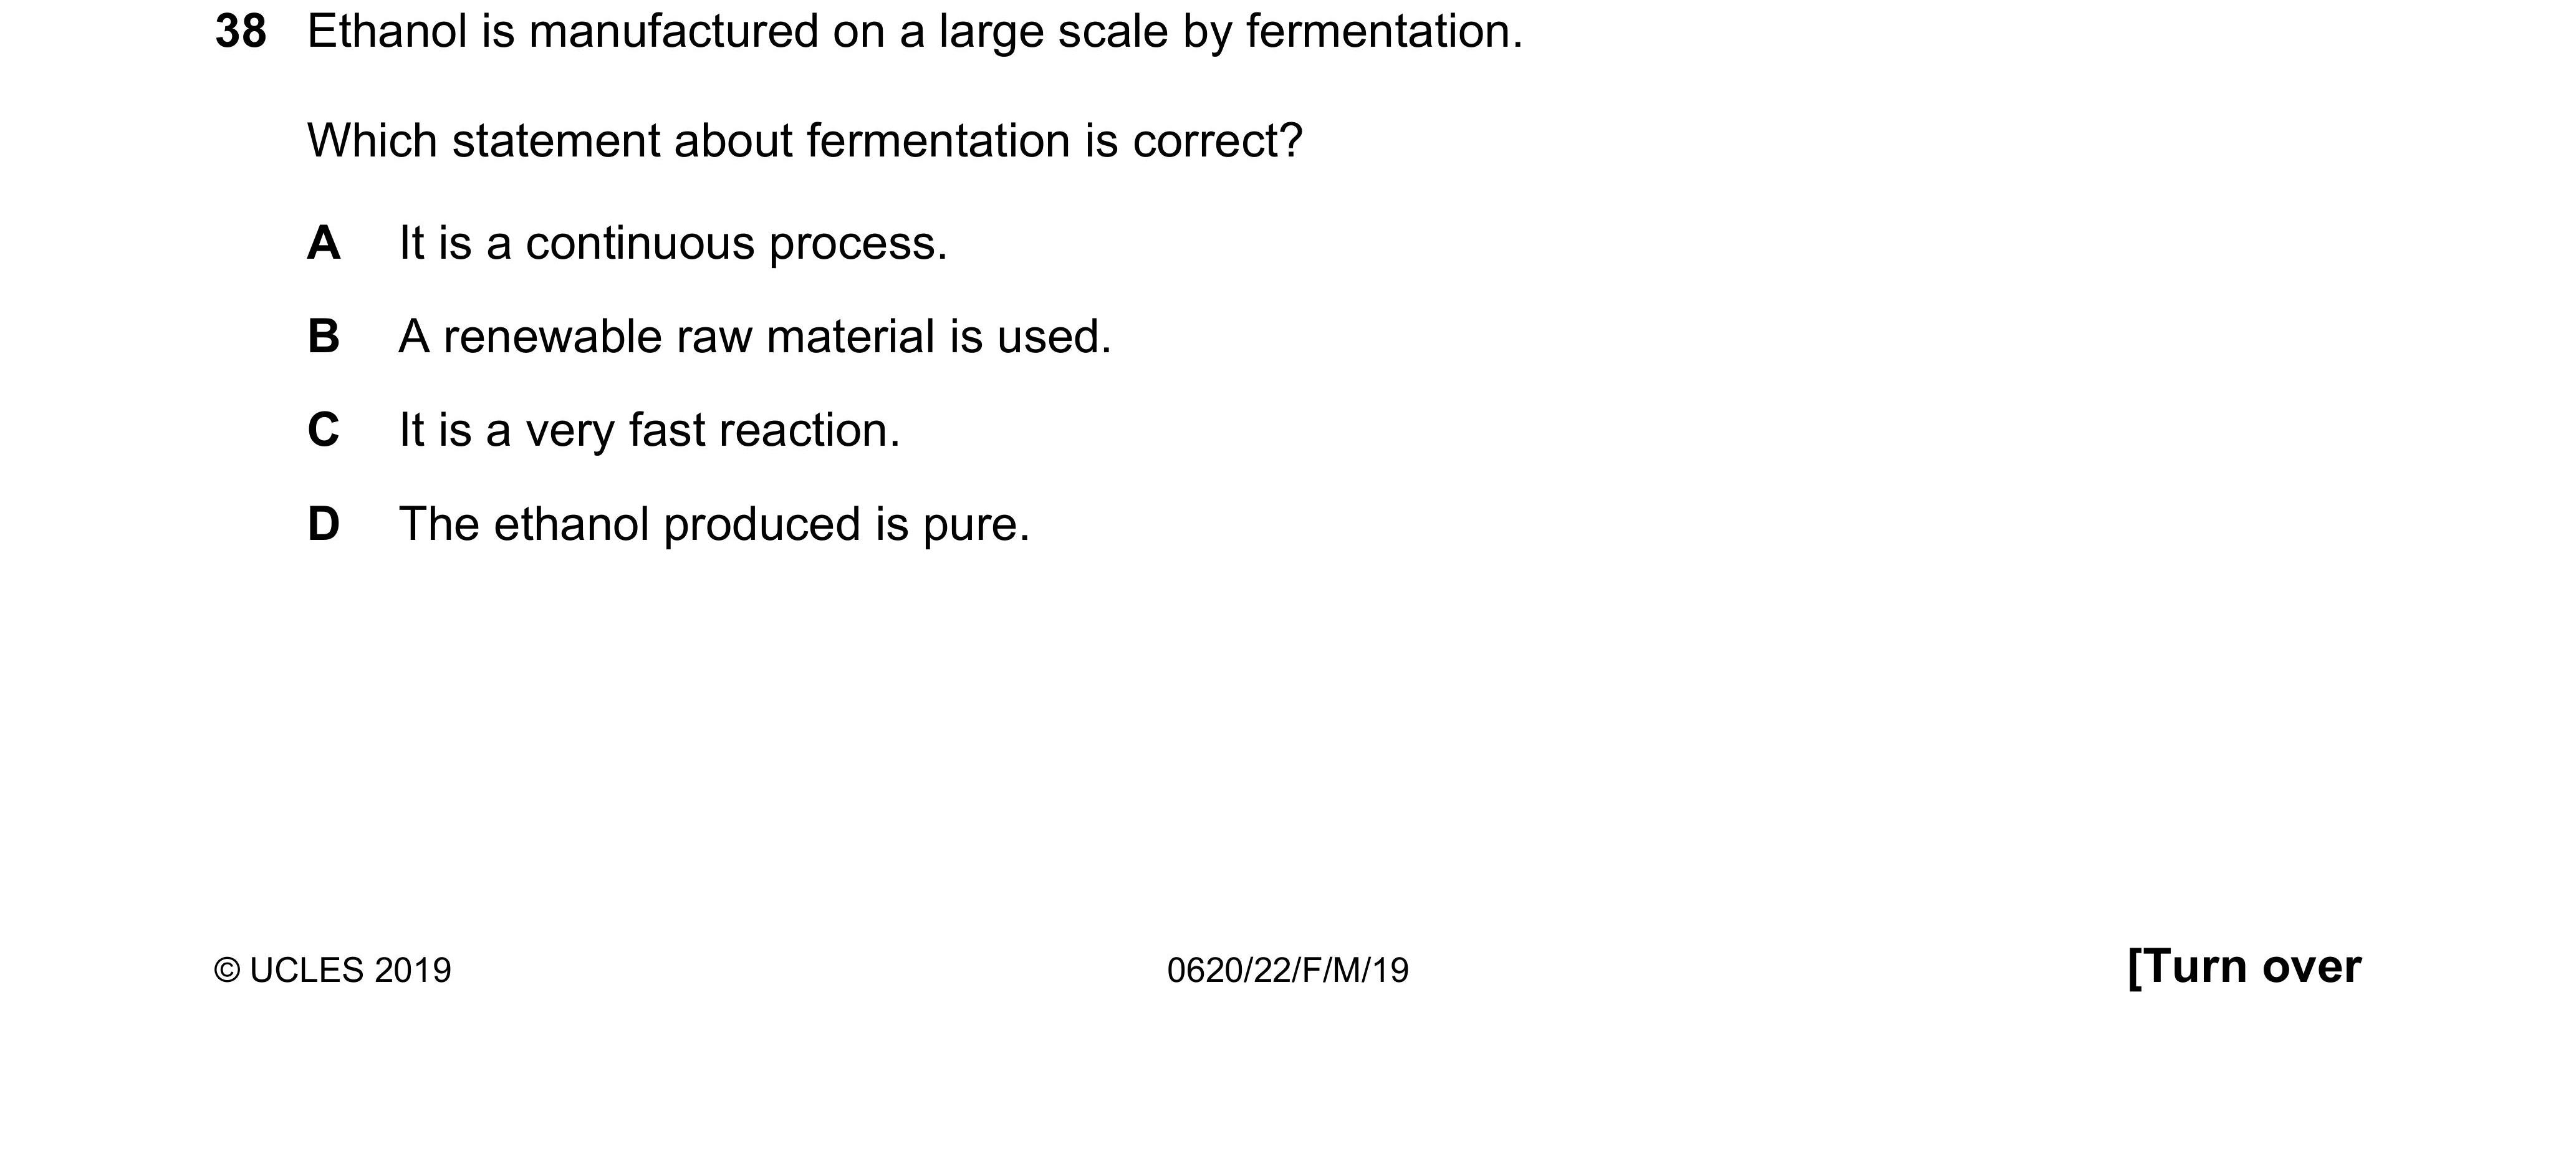 38 Ethanol is manufactured on a large scale by fermentation.
Which statement about fermentation is correct?
A It is a continuous process.
B A renewable raw material is used.
C It is a very fast reaction.
D The ethanol produced is pure.
© UCLES 2019 0620/22/F/M/19 [Turn over